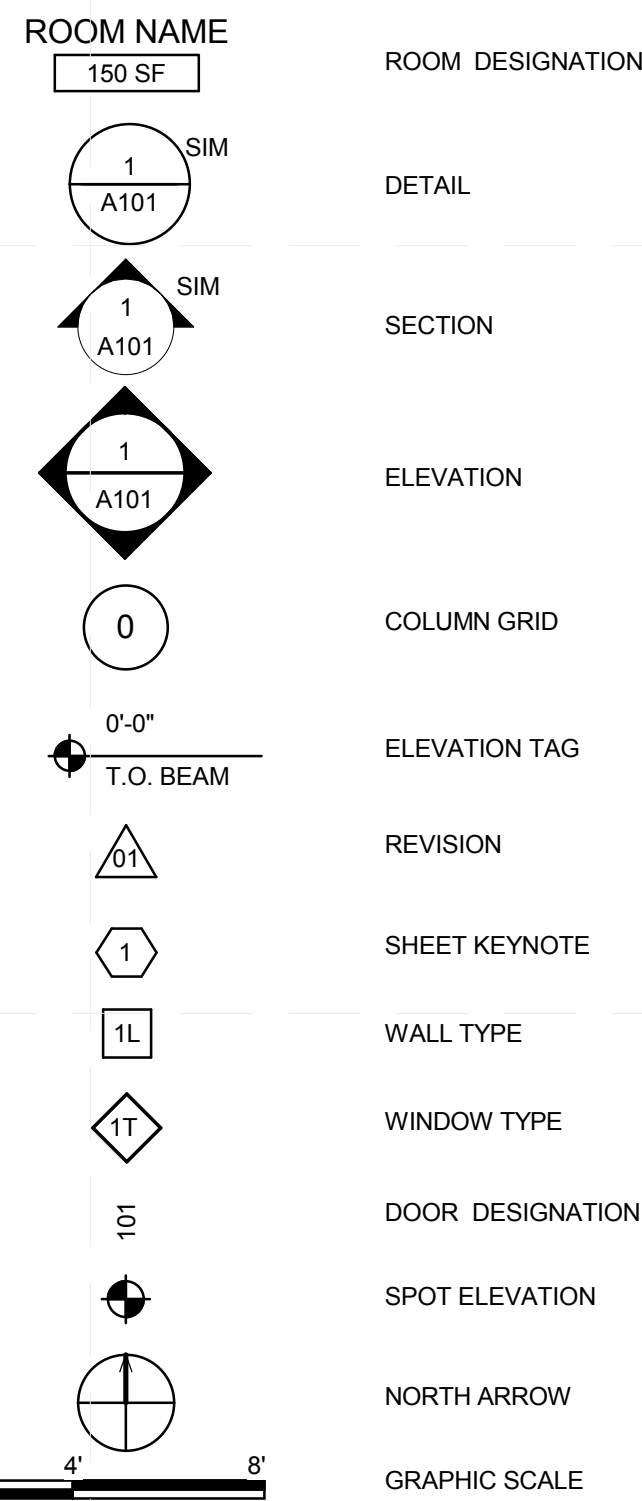 ROOM NAME
150 SF
ROOM DESIGNATION
SIM
1
A101
DETAIL
SIM
1
A101
SECTION
1
A101
ELEVATION
0
COLUMN GRID
0'-0"
T.O. BEAM
ELEVATION TAG
01
REVISION
1
SHEET KEYNOTE
1L
WALL TYPE
1T
WINDOW TYPE
101
DOOR DESIGNATION
SPOT ELEVATION
NORTH ARROW
4' 8'
GRAPHIC SCALE